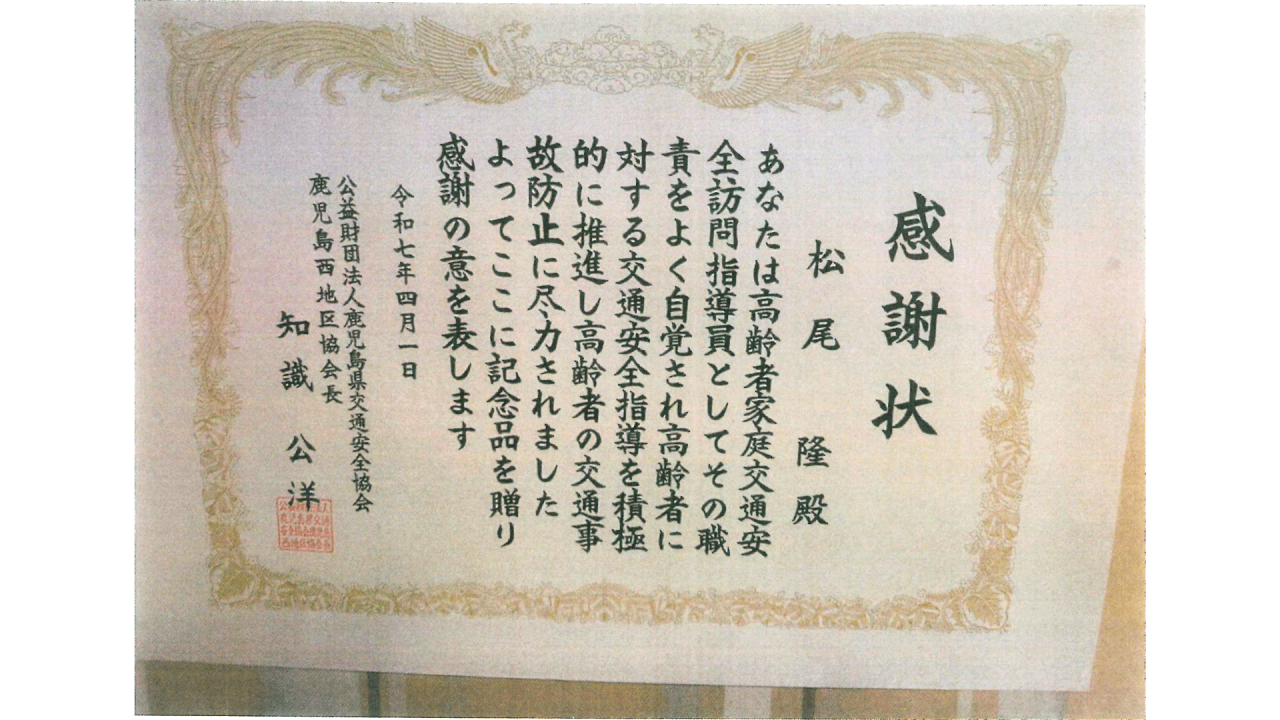 感謝状
松尾 隆殿
あなたは高齢者家庭交通安
全訪問指導員としてその職
責をよく自覚され高齢者に
対する交通安全指導を積極
的に推進し高齢者の交通事
故防止に尽力されました
よってここに記念品を贈り
感謝の意を表します
令和七年四月一日
公益財団法人鹿児島県交通安全協会
鹿児島西地区協会長
知識 公洋